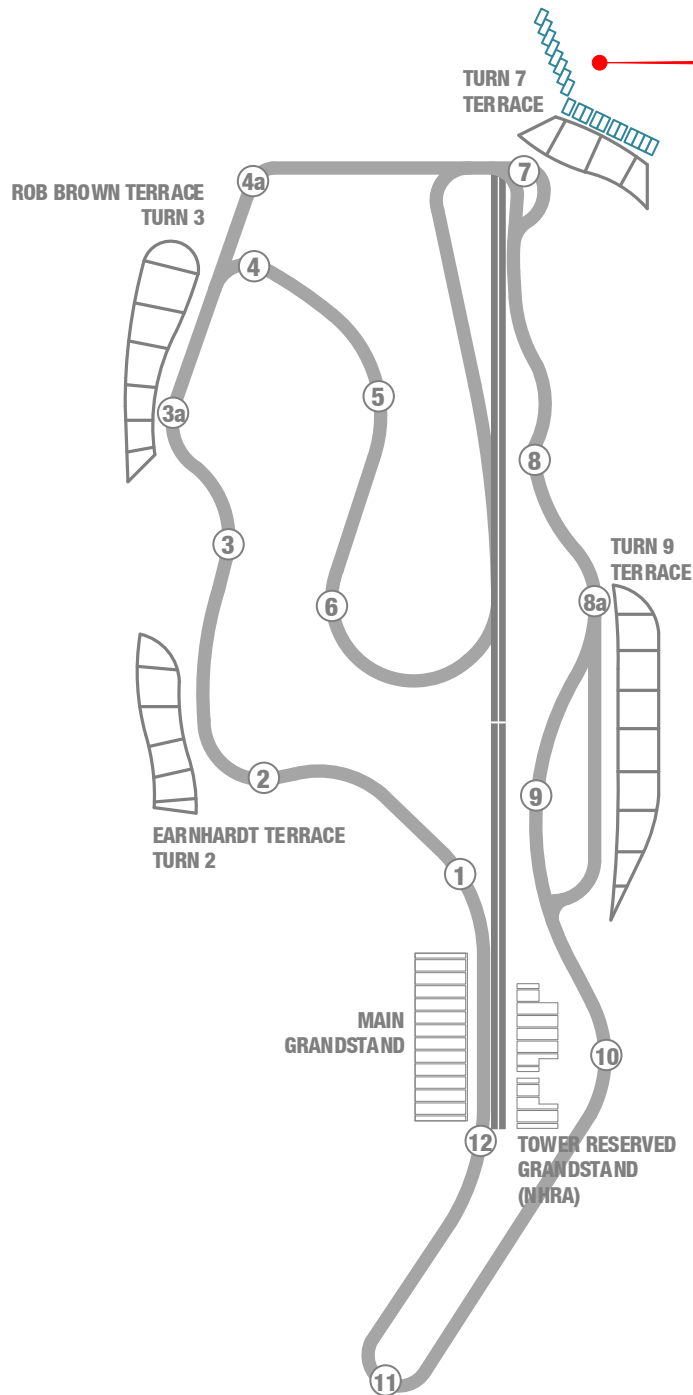 TURN 7
TERRACE
7
4a
ROB BROWN TERRACE
TURN 3
4
5
3a
8
3
TURN 9
TERRACE
8a
6
2
9
EARNHARDT TERRACE
TURN 2
1
MAIN
GRANDSTAND
10
12
TOWER RESERVED
GRANDSTAND
(NHRA)
11